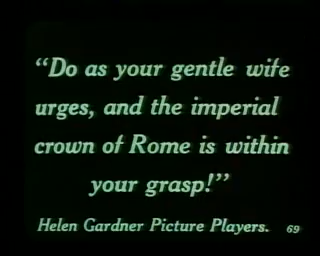 “Do as your gentle wife
urges, and the imperial
crown of Rome is within
your grasp!”
Helen Gardner Picture Players. 69